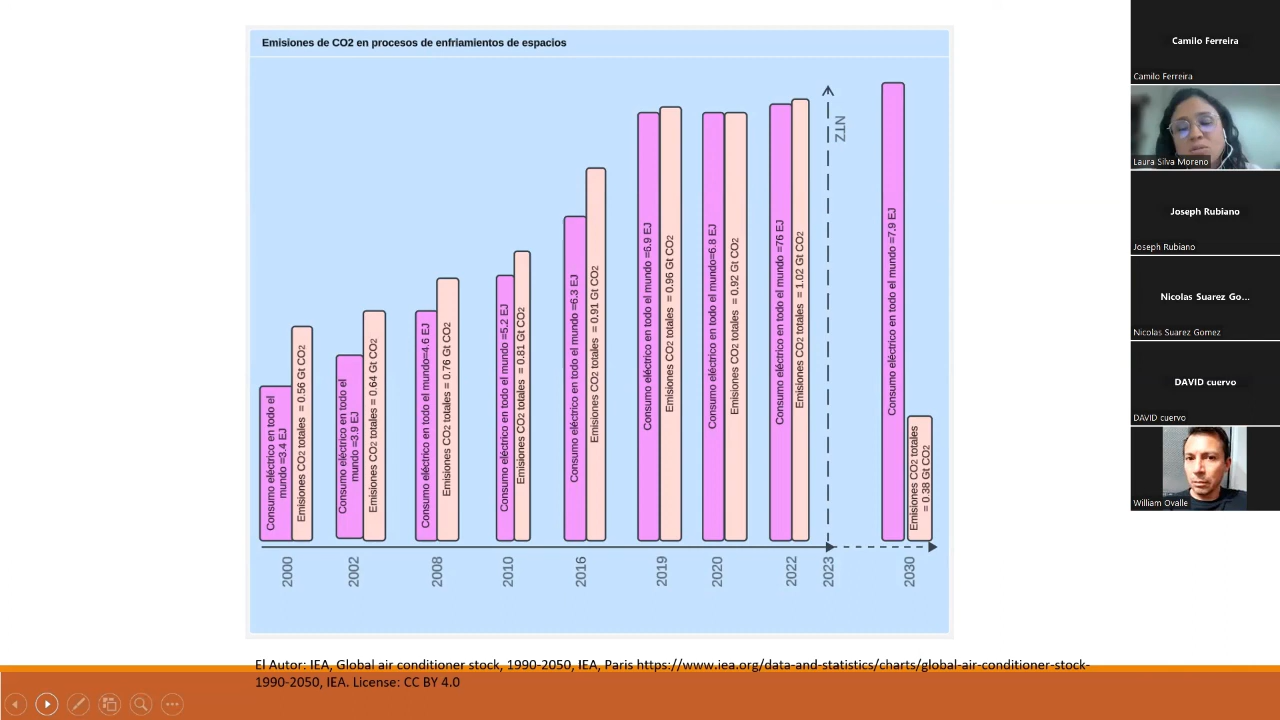 Emisiones de CO2 en procesos de enfriamientos de espacios
Consumo eléctrico en todo el
mundo =3.4 EJ
Emisiones CO2 totales = 0.56 Gt CO2
Consumo eléctrico en todo el
mundo =3.9 EJ
Emisiones CO2 totales = 0.64 Gt CO2
Consumo eléctrico en todo el mundo=4.6 EJ
Emisiones CO2 totales = 0.76 Gt CO2
Consumo eléctrico en todo el mundo =5.2 EJ
Emisiones CO2 totales = 0.81 Gt CO2
Consumo eléctrico en todo el mundo =6.3 EJ
Emisiones CO2 totales = 0.91 Gt CO2
Consumo eléctrico en todo el mundo =6.9 EJ
Emisiones CO2 totales = 0.96 Gt CO2
Consumo eléctrico en todo el mundo=6.8 EJ
Emisiones CO2 totales = 0.92 Gt CO2
Consumo eléctrico en todo el mundo =76 EJ
Emisiones CO2 totales = 1.02 Gt CO2
NTZ
Consumo eléctrico en todo el mundo =7.9 EJ
Emisiones CO2 totales
= 0.38 Gt CO2
2000
2002
2008
2010
2016
2019
2020
2022
2023
2030
El Autor: IEA, Global air conditioner stock, 1990-2050, IEA, Paris https://www.iea.org/data-and-statistics/charts/global-air-conditioner-stock-
1990-2050, IEA. License: CC BY 4.0
Camilo Ferreira
Camilo Ferreira
Laura Silva Moreno
Joseph Rubiano
Joseph Rubiano
Nicolas Suarez Go...
Nicolas Suarez Gomez
DAVID cuervo
DAVID cuervo
William Ovalle